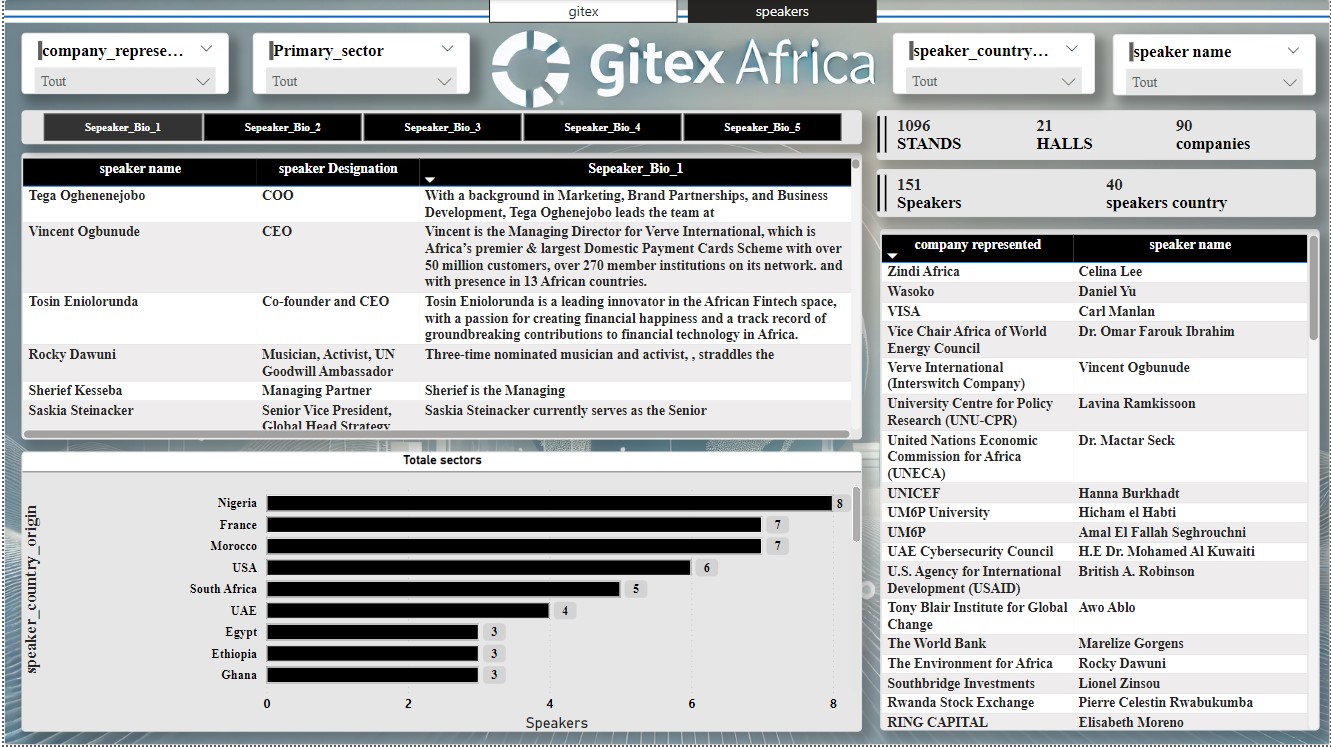 gitex
speakers
company_represe...
Tout
Primary_sector
Tout
Gitex Africa
speaker_country...
Tout
speaker name
Tout
Sepeaker_Bio_1
Sepeaker_Bio_2
Sepeaker_Bio_3
Sepeaker_Bio_4
Sepeaker_Bio_5
1096
STANDS
21
HALLS
90
companies
151
Speakers
40
speakers country
speaker name
speaker Designation
Sepeaker_Bio_1
Tega Oghenenejobo
COO
With a background in Marketing, Brand Partnerships, and Business
Development, Tega Oghenejobo leads the team at
Vincent Ogbunude
CEO
Vincent is the Managing Director for Verve International, which is
Africa's premier & largest Domestic Payment Cards Scheme with over
50 million customers, over 270 member institutions on its network. and
with presence in 13 African countries.
Tosin Eniolorunda
Co-founder and CEO
Tosin Eniolorunda is a leading innovator in the African Fintech space,
with a passion for creating financial happiness and a track record of
groundbreaking contributions to financial technology in Africa.
Rocky Dawuni
Musician, Activist, UN
Goodwill Ambassador
Three-time nominated musician and activist, , straddles the
Sherief Kesseba
Managing Partner
Sherief is the Managing
Saskia Steinacker
Senior Vice President,
Global Head Strategy
Saskia Steinacker currently serves as the Senior
Totale sectors
speaker_country_origin
Nigeria
8
France
7
Morocco
7
USA
6
South Africa
5
UAE
4
Egypt
3
Ethiopia
3
Ghana
3
0
2
4
6
8
Speakers
company represented
speaker name
Zindi Africa
Celina Lee
Wasoko
Daniel Yu
VISA
Carl Manlan
Vice Chair Africa of World
Energy Council
Dr. Omar Farouk Ibrahim
Verve International
(Interswitch Company)
Vincent Ogbunude
University Centre for Policy
Research (UNU-CPR)
Lavina Ramkissoon
United Nations Economic
Commission for Africa
(UNECA)
Dr. Mactar Seck
UNICEF
Hanna Burkhadt
UM6P University
Hicham el Habti
UM6P
Amal El Fallah Seghrouchni
UAE Cybersecurity Council
H.E Dr. Mohamed Al Kuwaiti
U.S. Agency for International
Development (USAID)
British A. Robinson
Tony Blair Institute for Global
Change
Awo Ablo
The World Bank
Marelize Gorgens
The Environment for Africa
Rocky Dawuni
Southbridge Investments
Lionel Zinsou
Rwanda Stock Exchange
Pierre Celestin Rwabukumba
RING CAPITAL
Elisabeth Moreno